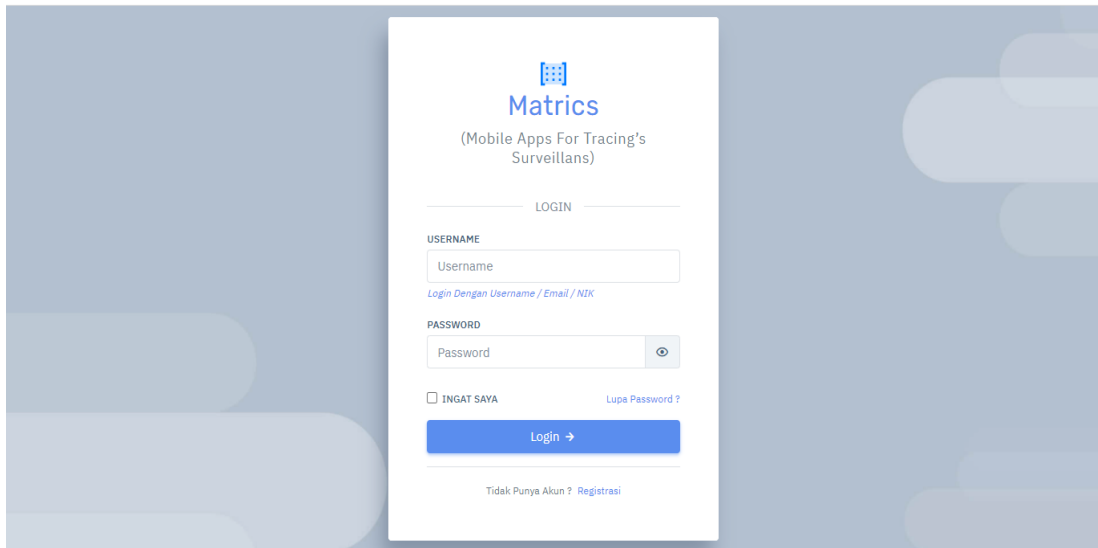 Matrics
(Mobile Apps For Tracing’s
Surveillans)
LOGIN
USERNAME
Username
Login Dengan Username / Email / NIK
PASSWORD
Password
INGAT SAYA
Lupa Password ?
Login →
Tidak Punya Akun ? Registrasi